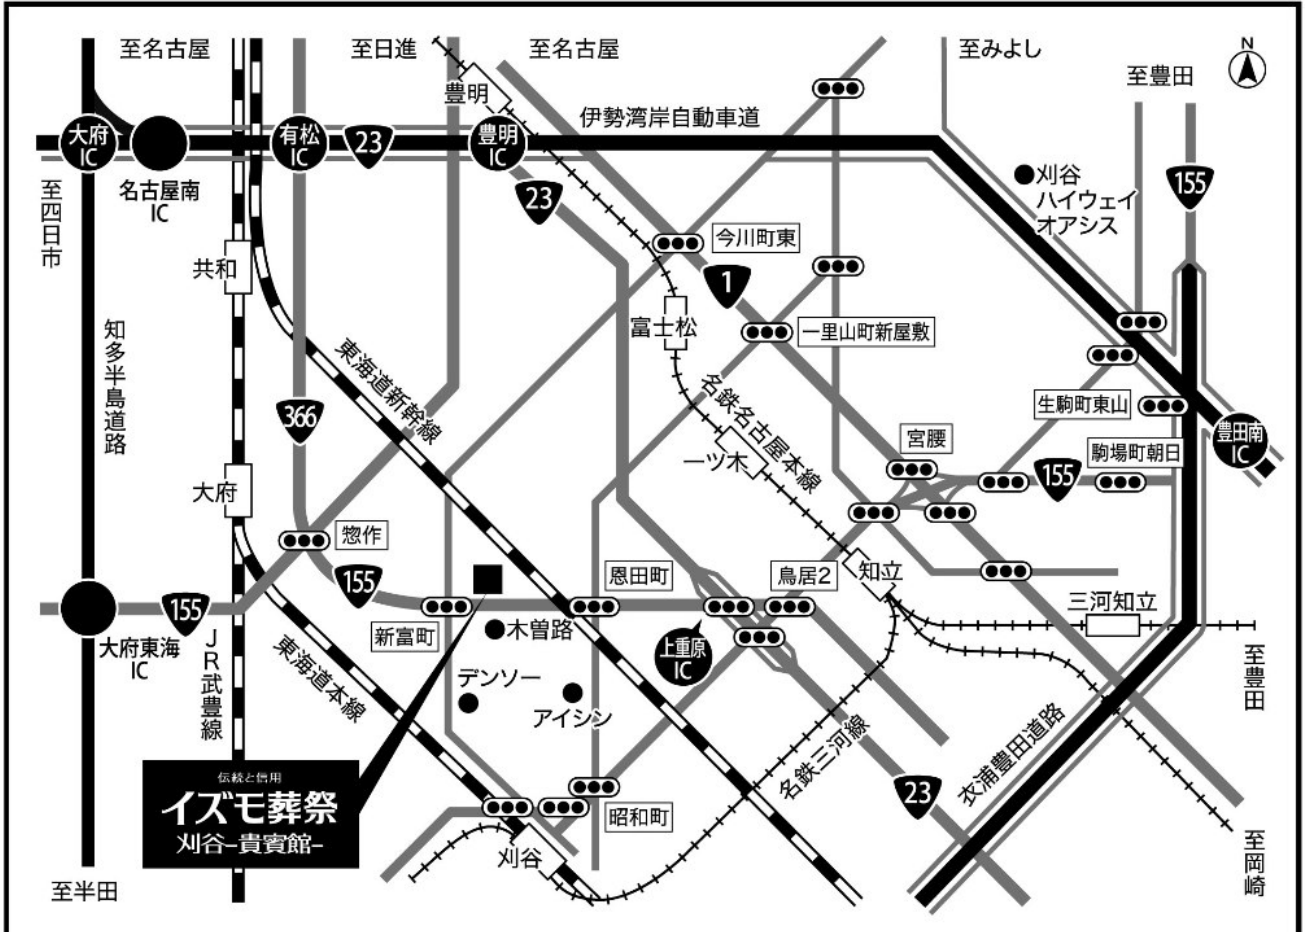 至名古屋
至日進
至名古屋
至みよし
N
至豊田
豊明
伊勢湾岸自動車道
大府
IC
有松
IC
23
豊明
IC
名古屋南
IC
23
刈谷
ハイウェイ
オアシス
155
至四日市
今川町東
共和
1
富士松
一里山町新屋敷
知多半島道路
東海道新幹線
366
名鉄名古屋本線
生駒町東山
豊田南
IC
宮腰
一ツ木
駒場町朝日
155
大府
惣作
155
恩田町
鳥居2
知立
三河知立
155
大府東海
IC
新富町
木曽路
上重原
IC
JR武豊線
東海道本線
デンソー
アイシン
至豊田
名鉄三河線
衣浦豊田道路
伝統と信用
イズモ葬祭
刈谷–貴賓館–
23
昭和町
刈谷
至半田
至岡崎